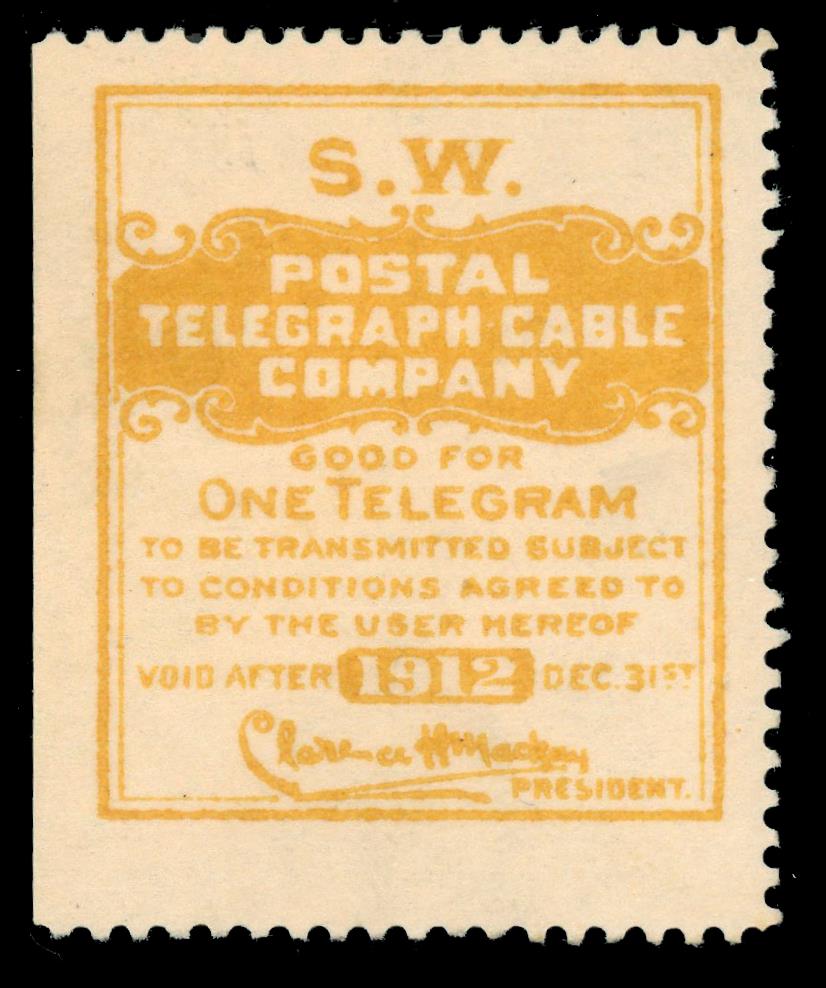 S.W.
POSTAL
TELEGRAPH-CABLE
COMPANY
GOOD FOR
ONE TELEGRAM
TO BE TRANSMITTED SUBJECT
TO CONDITIONS AGREED TO
BY THE USER HEREOF
VOID AFTER 1912 DEC. 31ST
Clarence H Mackay
PRESIDENT.